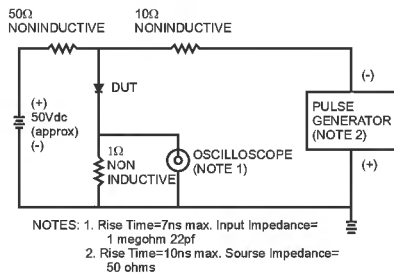 50Ω
NONINDUCTIVE
10Ω
NONINDUCTIVE
DUT
(+)
50Vdc
(approx)
(-)
1Ω
NON
INDUCTIVE
OSCILLOSCOPE
(NOTE 1)
(-)
PULSE
GENERATOR
(NOTE 2)
(+)
NOTES: 1. Rise Time=7ns max. Input Impedance=
1 megohm 22pf
2. Rise Time=10ns max. Sourse Impedance=
50 ohms